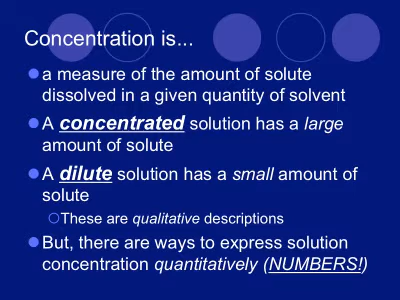 Concentration is...
a measure of the amount of solute
dissolved in a given quantity of solvent
A concentrated solution has a large
amount of solute
A dilute solution has a small amount of
solute
These are qualitative descriptions
But, there are ways to express solution
concentration quantitatively (NUMBERS!)